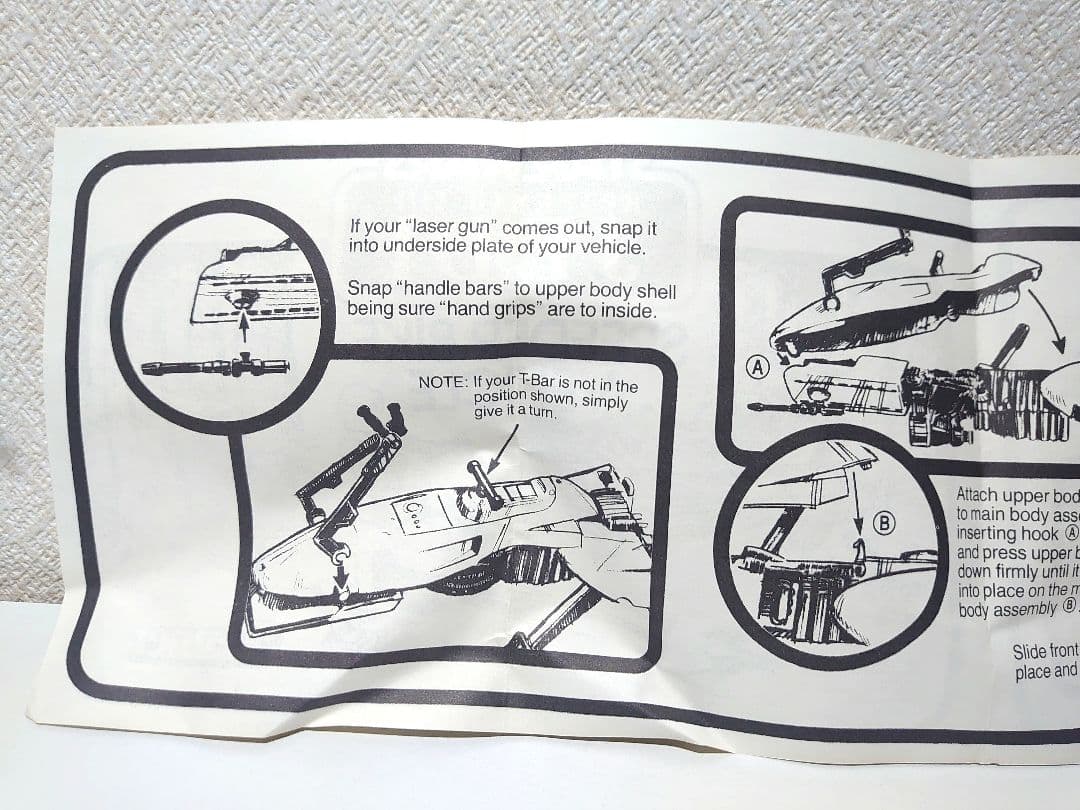 If your “laser gun” comes out, snap it
into underside plate of your vehicle.
Snap “handle bars” to upper body shell
being sure “hand grips” are to inside.
NOTE: If your T-Bar is not in the
position shown, simply
give it a turn.
A
B
Attach upper bod
to main body ass
inserting hook Ⓐ
and press upper
down firmly until it
into place on the
body assembly Ⓑ
Slide front
place and